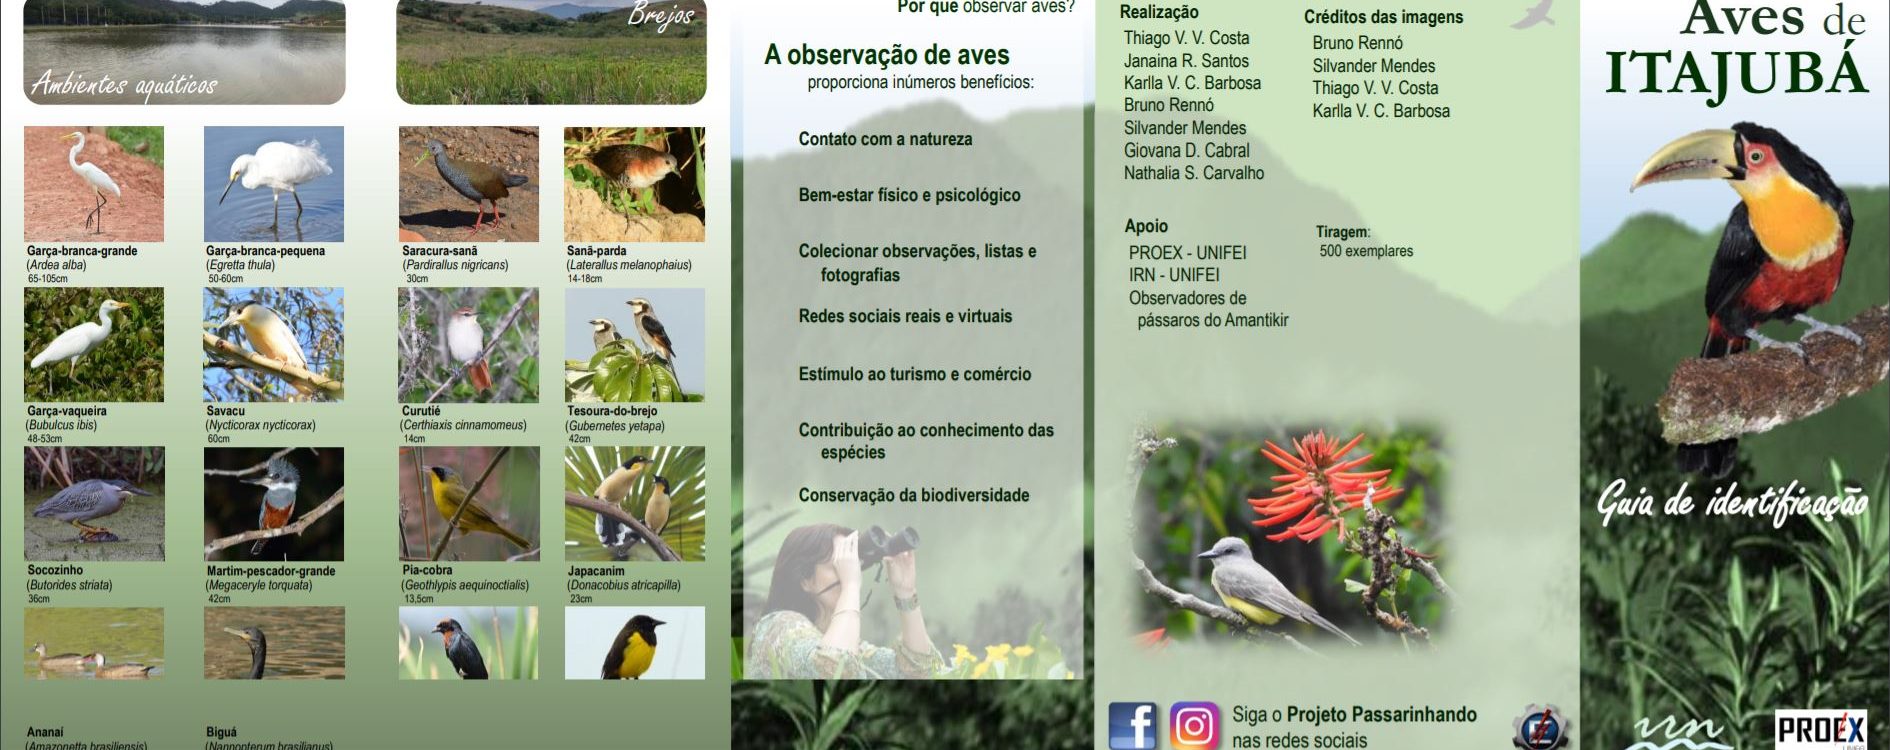 Ambientes aquáticos
Garça-branca-grande
(Ardea alba)
65-105cm
Garça-branca-pequena
(Egretta thula)
50-60cm
Garça-vaqueira
(Bubulcus ibis)
48-53cm
Savacu
(Nycticorax nycticorax)
60cm
Socozinho
(Butorides striata)
36cm
Martim-pescador-grande
(Megaceryle torquata)
42cm
Ananaí
(Amazonetta brasiliensis)
Biguá
(Nannopterum brasilianus)
Brejos
Saracura-sanã
(Pardirallus nigricans)
30cm
Sanã-parda
(Laterallus melanophaius)
14-18cm
Curutié
(Certhiaxis cinnamomeus)
14cm
Tesoura-do-brejo
(Gubernetes yetapa)
42cm
Pia-cobra
(Geothlypis aequinoctialis)
13,5cm
Japacanim
(Donacobius atricapilla)
23cm
Por que observar aves?
A observação de aves
proporciona inúmeros benefícios:
Contato com a natureza
Bem-estar físico e psicológico
Colecionar observações, listas e
fotografias
Redes sociais reais e virtuais
Estímulo ao turismo e comércio
Contribuição ao conhecimento das
espécies
Conservação da biodiversidade
Realização
Thiago V. V. Costa
Janaina R. Santos
Karlla V. C. Barbosa
Bruno Rennó
Silvander Mendes
Giovana D. Cabral
Nathalia S. Carvalho
Créditos das imagens
Bruno Rennó
Silvander Mendes
Thiago V. V. Costa
Karlla V. C. Barbosa
Apoio
PROEX - UNIFEI
IRN - UNIFEI
Observadores de
pássaros do Amantikir
Tiragem:
500 exemplares
Siga o Projeto Passarinhando
nas redes sociais
Aves de
ITAJUBÁ
Guia de identificação
irn
PROEX